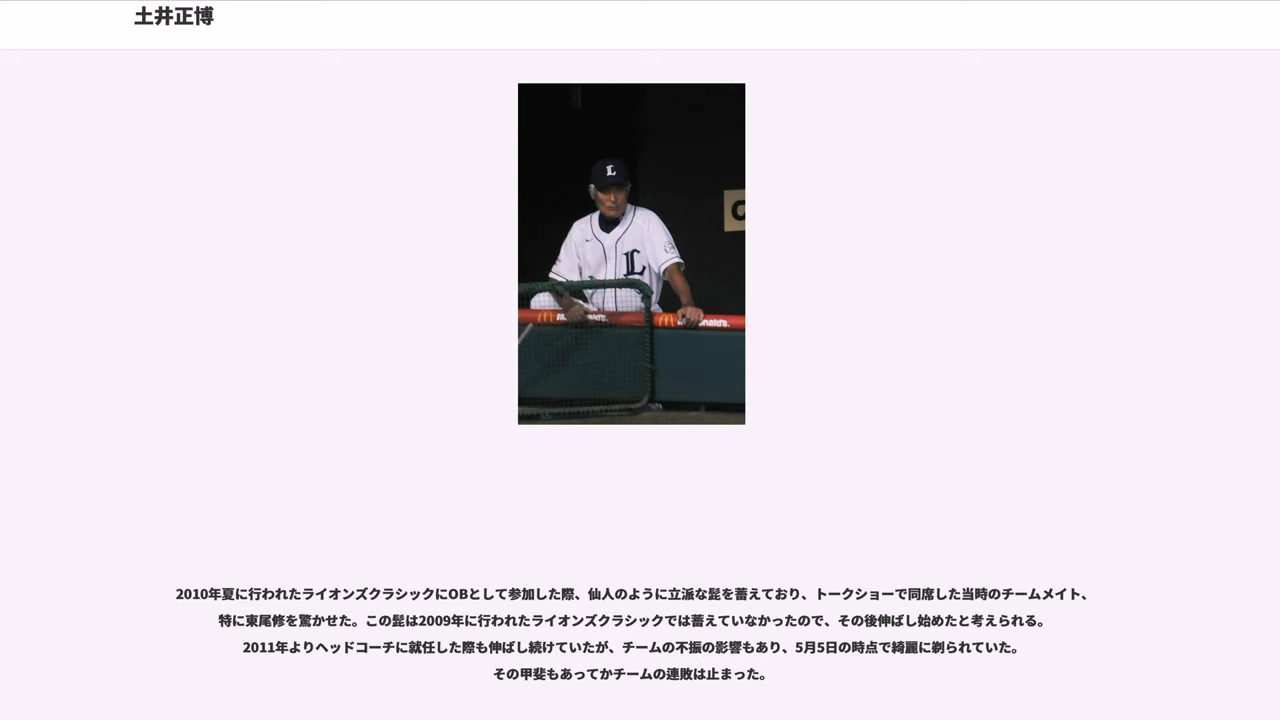 土井正博
L
L
McDonald's
2010年夏に行われたライオンズクラシックにOBとして参加した際、仙人のように立派な髭を蓄えており、トークショーで同席した当時のチームメイト、
特に東尾修を驚かせた。この髭は2009年に行われたライオンズクラシックでは蓄えていなかったので、その後伸ばし始めたと考えられる。
2011年よりヘッドコーチに就任した際も伸ばし続けていたが、チームの不振の影響もあり、5月5日の時点で綺麗に剃られていた。
その甲斐もあってかチームの連敗は止まった。